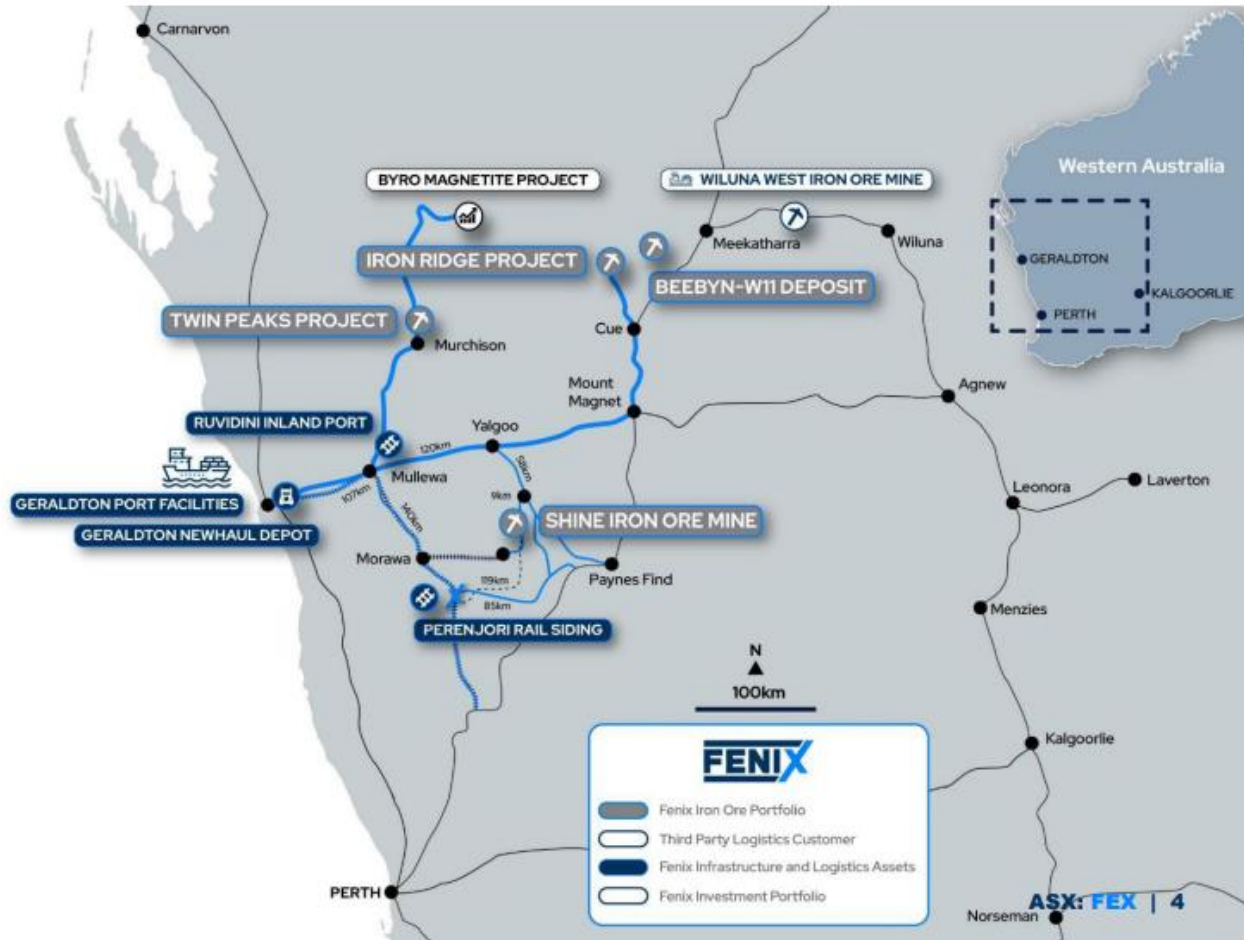 Carnarvon
Western Australia
GERALDTON
KALGOORLIE
PERTH
BYRO MAGNETITE PROJECT
WILUNA WEST IRON ORE MINE
Meekatharra
Wiluna
IRON RIDGE PROJECT
BEEBYN-W11 DEPOSIT
TWIN PEAKS PROJECT
Murchison
Cue
Mount
Magnet
Agnew
RUVIDINI INLAND PORT
Yalgoo
120km
Mullewa
58km
107km
GERALDTON PORT FACILITIES
GERALDTON NEWHAUL DEPOT
140km
9km
SHINE IRON ORE MINE
Leonora
Laverton
Morawa
Paynes Find
119km
85km
PERENJORI RAIL SIDING
Menzies
N
100km
Kalgoorlie
FENIX
Fenix Iron Ore Portfolio
Third Party Logistics Customer
Fenix Infrastructure and Logistics Assets
Fenix Investment Portfolio
PERTH
Norseman
ASX: FEX | 4